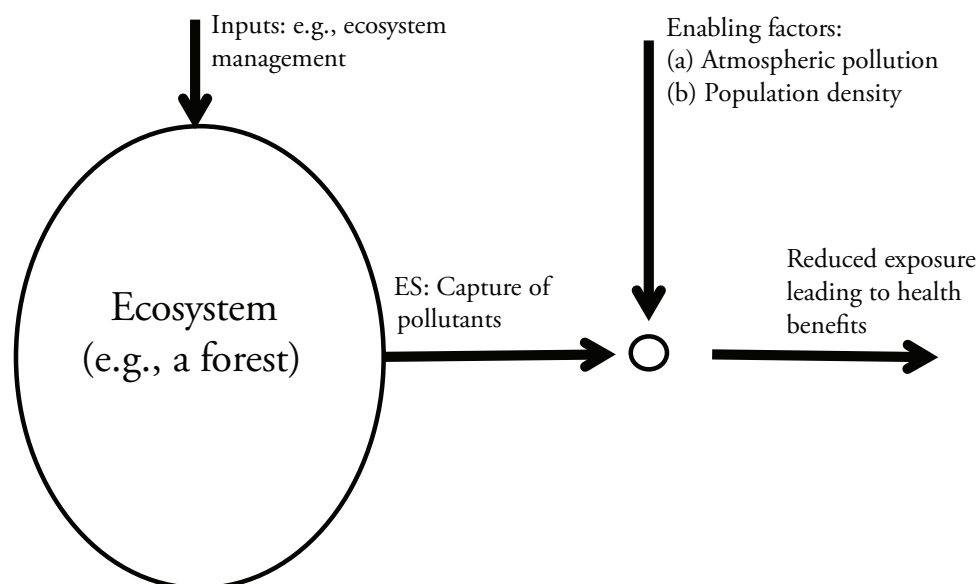 Inputs: e.g., ecosystem
management
Enabling factors:
(a) Atmospheric pollution
(b) Population density
Ecosystem
(e.g., a forest)
ES: Capture of
pollutants
Reduced exposure
leading to health
benefits